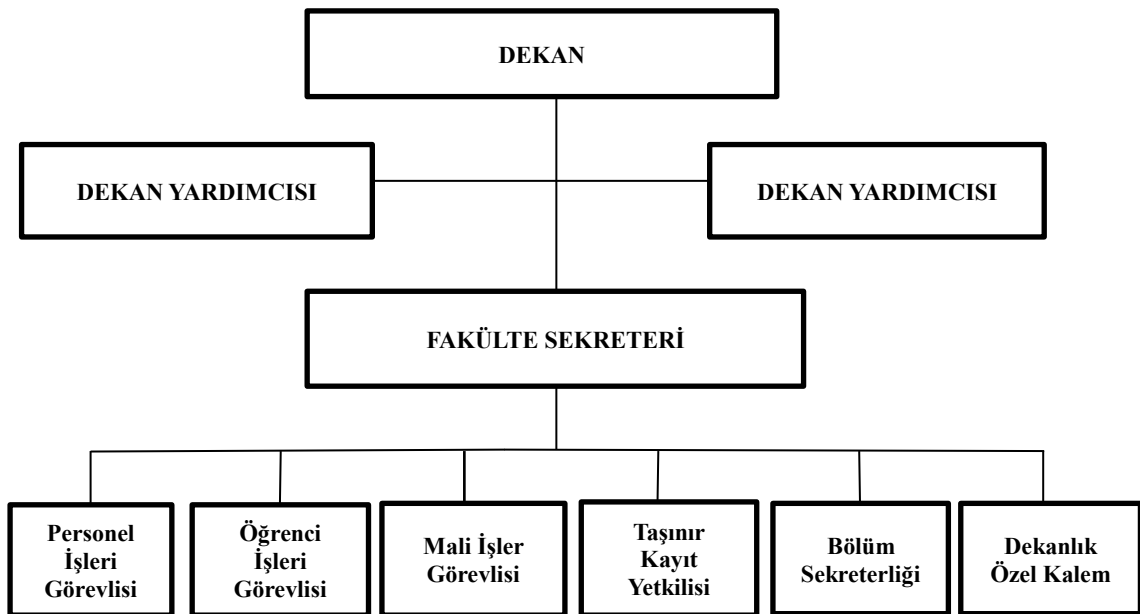 DEKAN
DEKAN YARDIMCISI
DEKAN YARDIMCISI
FAKÜLTE SEKRETERİ
Personel
İşleri
Görevlisi
Öğrenci
İşleri
Görevlisi
Mali İşler
Görevlisi
Taşınır
Kayıt
Yetkilisi
Bölüm
Sekreterliği
Dekanlık
Özel Kalem